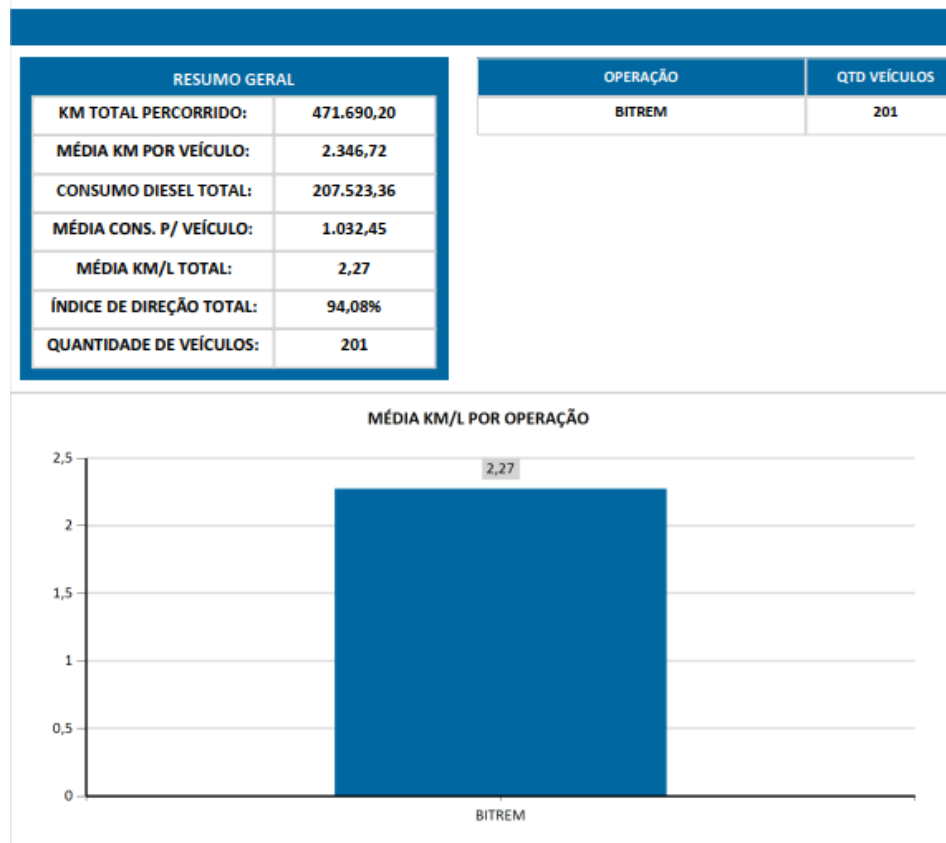 RESUMO GERAL
KM TOTAL PERCORRIDO: 471.690,20
MÉDIA KM POR VEÍCULO: 2.346,72
CONSUMO DIESEL TOTAL: 207.523,36
MÉDIA CONS. P/ VEÍCULO: 1.032,45
MÉDIA KM/L TOTAL: 2,27
ÍNDICE DE DIREÇÃO TOTAL: 94,08%
QUANTIDADE DE VEÍCULOS: 201
OPERAÇÃO QTD VEÍCULOS
BITREM 201
MÉDIA KM/L POR OPERAÇÃO
2,5
2,27
2
1,5
1
0,5
0
BITREM